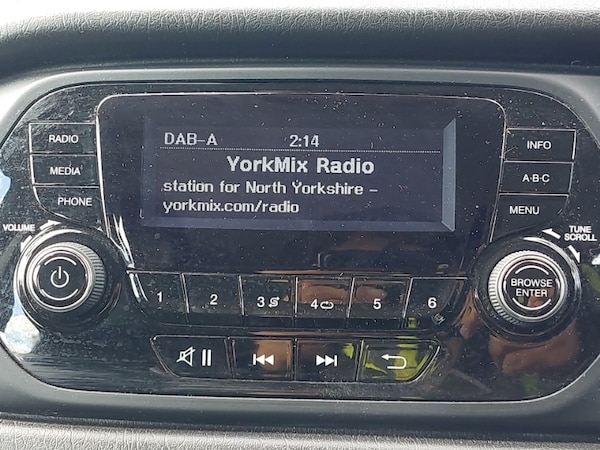 RADIO
MEDIA
PHONE
VOLUME
DAB-A 2:14
YorkMix Radio
station for North Yorkshire –
yorkmix.com/radio
INFO
A·B·C
MENU
TUNE
SCROLL
BROWSE
ENTER
1 2 3 4 5 6